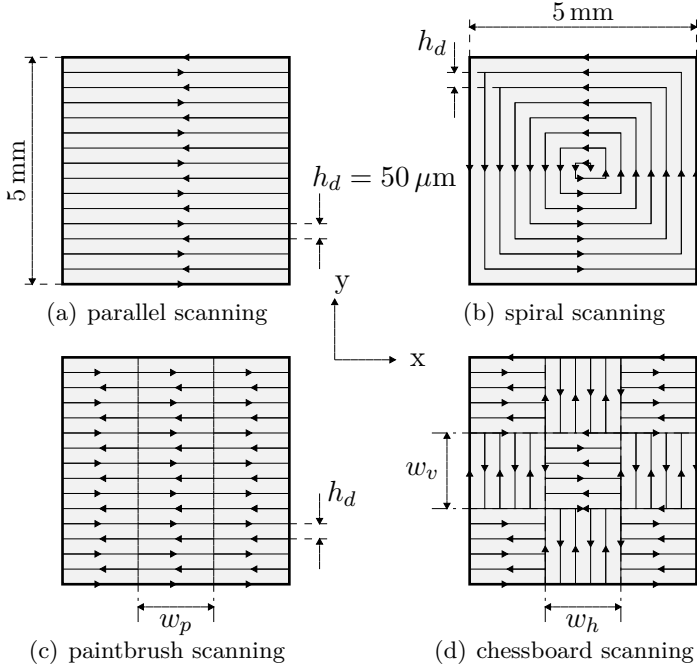 5 mm
h_d
5 mm
h_d = 50 μm
y
(a) parallel scanning
(b) spiral scanning
x
w_v
h_d
w_p
w_h
(c) paintbrush scanning
(d) chessboard scanning